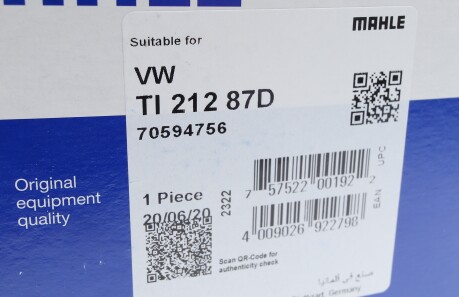 MAHLE
Suitable for
VW
TI 212 87D
70594756
Original
equipment
quality
1 Piece
20/06/20
2322
7 57522 00192 2
UPC
4 009026 922798
EAN
Scan QR-Code for
authenticity check
صنع في ألمانيا
Germany